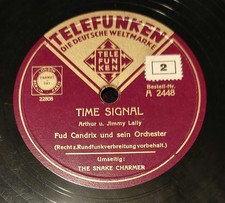 TELEFUNKEN
DIE DEUTSCHE WELTMARKE
TELE
FUN
KEN
2
Bestell-Nr.
A 2448
TIME SIGNAL
Arthur u. Jimmy Lally
Fud Candrix und sein Orchester
(Recht z. Rundfunkverbreitung vorbehalt.)
Umseitig:
THE SNAKE CHARMER